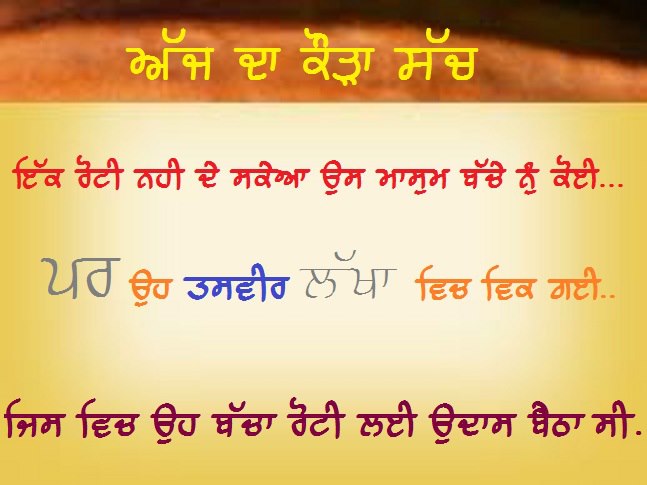 ਅੱਜ ਦਾ ਕੌੜਾ ਸੱਚ
ਇੱਕ ਰੋਟੀ ਨਹੀ ਦੇ ਸਕੇਆ ਉਸ ਮਾਸੁਮ ਬੱਚੇ ਨੂੰ ਕੋਈ...
ਪਰ ਉਹ ਤਸਵੀਰ ਲੱਖਾ ਵਿਚ ਵਿਕ ਗਈ..
ਜਿਸ ਵਿਚ ਉਹ ਬੱਚਾ ਰੋਟੀ ਲਈ ਉਦਾਸ ਬੈਠਾ ਸੀ.